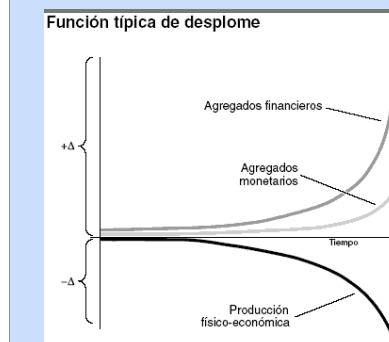 Función típica de desplome
Agregados financieros
+Δ
Agregados
monetarios
Tiempo
−Δ
Producción
físico-económica